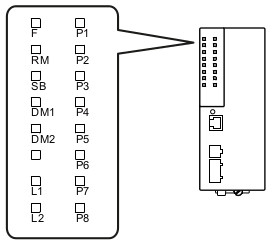 F P1
RM P2
SB P3
DM1 P4
DM2 P5
P6
L1 P7
L2 P8